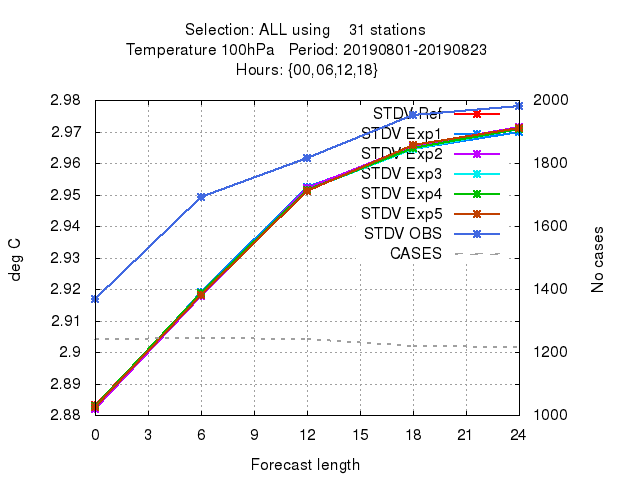 Selection: ALL using    31 stations
Temperature 100hPa   Period: 20190801-20190823
Hours: {00,06,12,18}
2.98
2.97
2.96
2.95
2.94
2.93
2.92
2.91
2.9
2.89
2.88
deg C
STDV Ref
STDV Exp1
STDV Exp2
STDV Exp3
STDV Exp4
STDV Exp5
STDV OBS
CASES
2000
1800
1600
1400
1200
1000
No cases
0 3 6 9 12 15 18 21 24
Forecast length